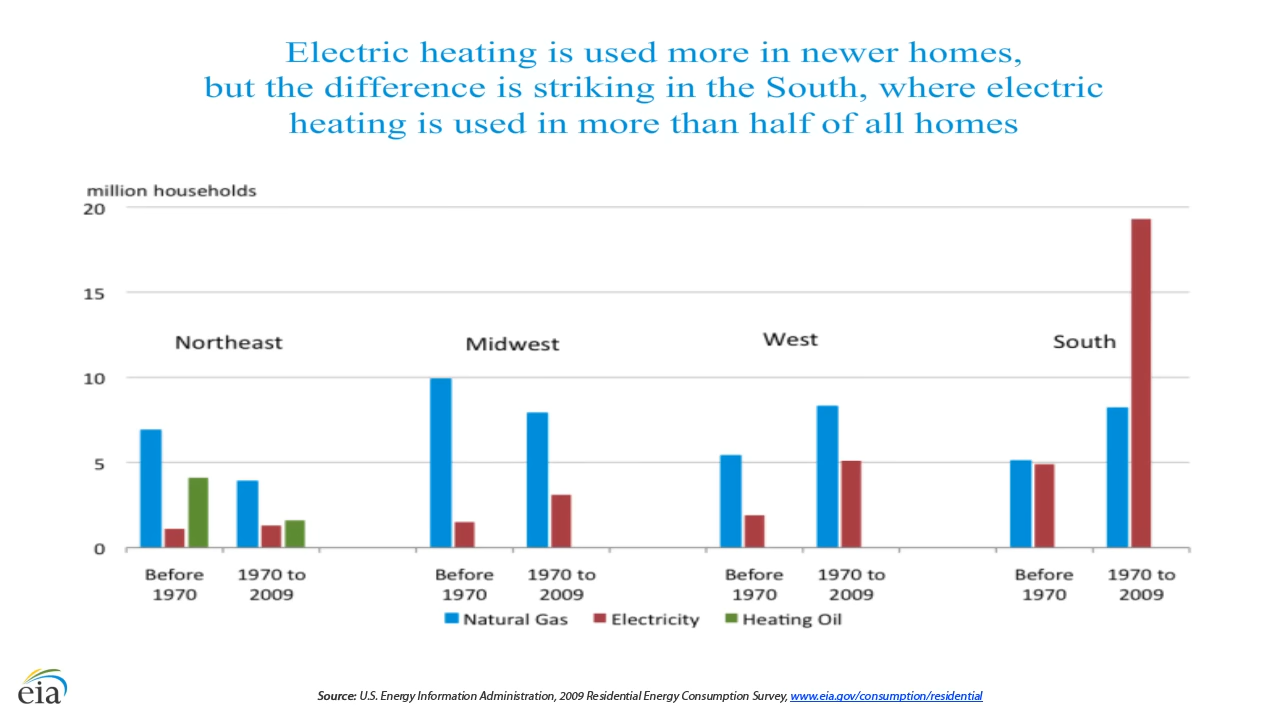 Electric heating is used more in newer homes,
but the difference is striking in the South, where electric
heating is used in more than half of all homes
million households
20
15
10
5
0
Northeast
Midwest
West
South
Before
1970
1970 to
2009
Before
1970
1970 to
2009
Before
1970
1970 to
2009
Before
1970
1970 to
2009
Natural Gas Electricity Heating Oil
eia
Source: U.S. Energy Information Administration, 2009 Residential Energy Consumption Survey, www.eia.gov/consumption/residential